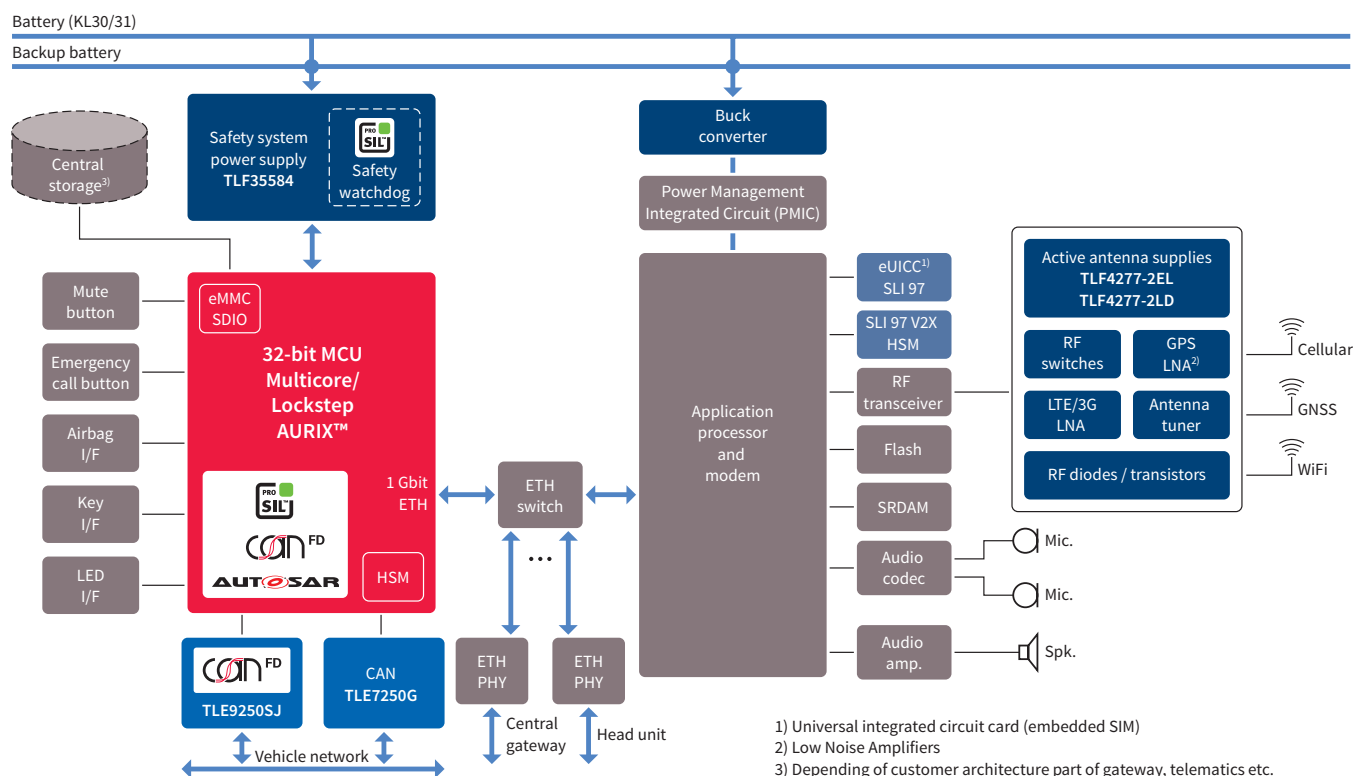 Battery (KL30/31)
Backup battery
Central
storage3)
Safety system
power supply
TLF35584
PRO
SIL
Safety
watchdog
Buck
converter
Power Management
Integrated Circuit (PMIC)
Mute
button
Emergency
call button
Airbag
I/F
Key
I/F
LED
I/F
eMMC
SDIO
32-bit MCU
Multicore/
Lockstep
AURIX™
1 Gbit
ETH
PRO
SIL
CAN FD
AUTOSAR
HSM
CAN FD
TLE9250SJ
CAN
TLE7250G
Vehicle network
ETH
switch
...
ETH
PHY
ETH
PHY
Central
gateway
Head unit
Application
processor
and
modem
eUICC1)
SLI 97
SLI 97 V2X
HSM
RF
transceiver
Flash
SRDAM
Audio
codec
Audio
amp.
Mic.
Mic.
Spk.
Active antenna supplies
TLF4277-2EL
TLF4277-2LD
RF
switches
GPS
LNA2)
LTE/3G
LNA
Antenna
tuner
RF diodes / transistors
Cellular
GNSS
WiFi
1) Universal integrated circuit card (embedded SIM)
2) Low Noise Amplifiers
3) Depending of customer architecture part of gateway, telematics etc.